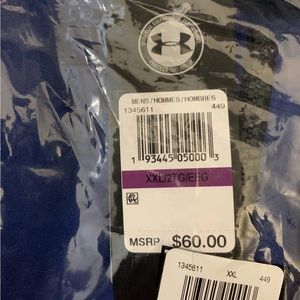 MENS/HOMMES/HOMBRES
1345611 449
1 93445 05000 3
XXL/2TG/EEG
MSRP $60.00
1345611 XXL 449